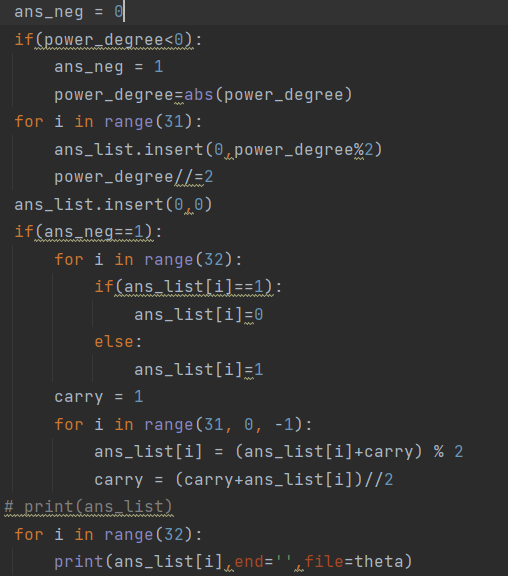 ans_neg = 0
if(power_degree<0):
    ans_neg = 1
    power_degree=abs(power_degree)
for i in range(31):
    ans_list.insert(0,power_degree%2)
    power_degree//=2
ans_list.insert(0,0)
if(ans_neg==1):
    for i in range(32):
        if(ans_list[i]==1):
            ans_list[i]=0
        else:
            ans_list[i]=1
    carry = 1
    for i in range(31, 0, -1):
        ans_list[i] = (ans_list[i]+carry) % 2
        carry = (carry+ans_list[i])//2
# print(ans_list)
for i in range(32):
    print(ans_list[i],end='',file=theta)